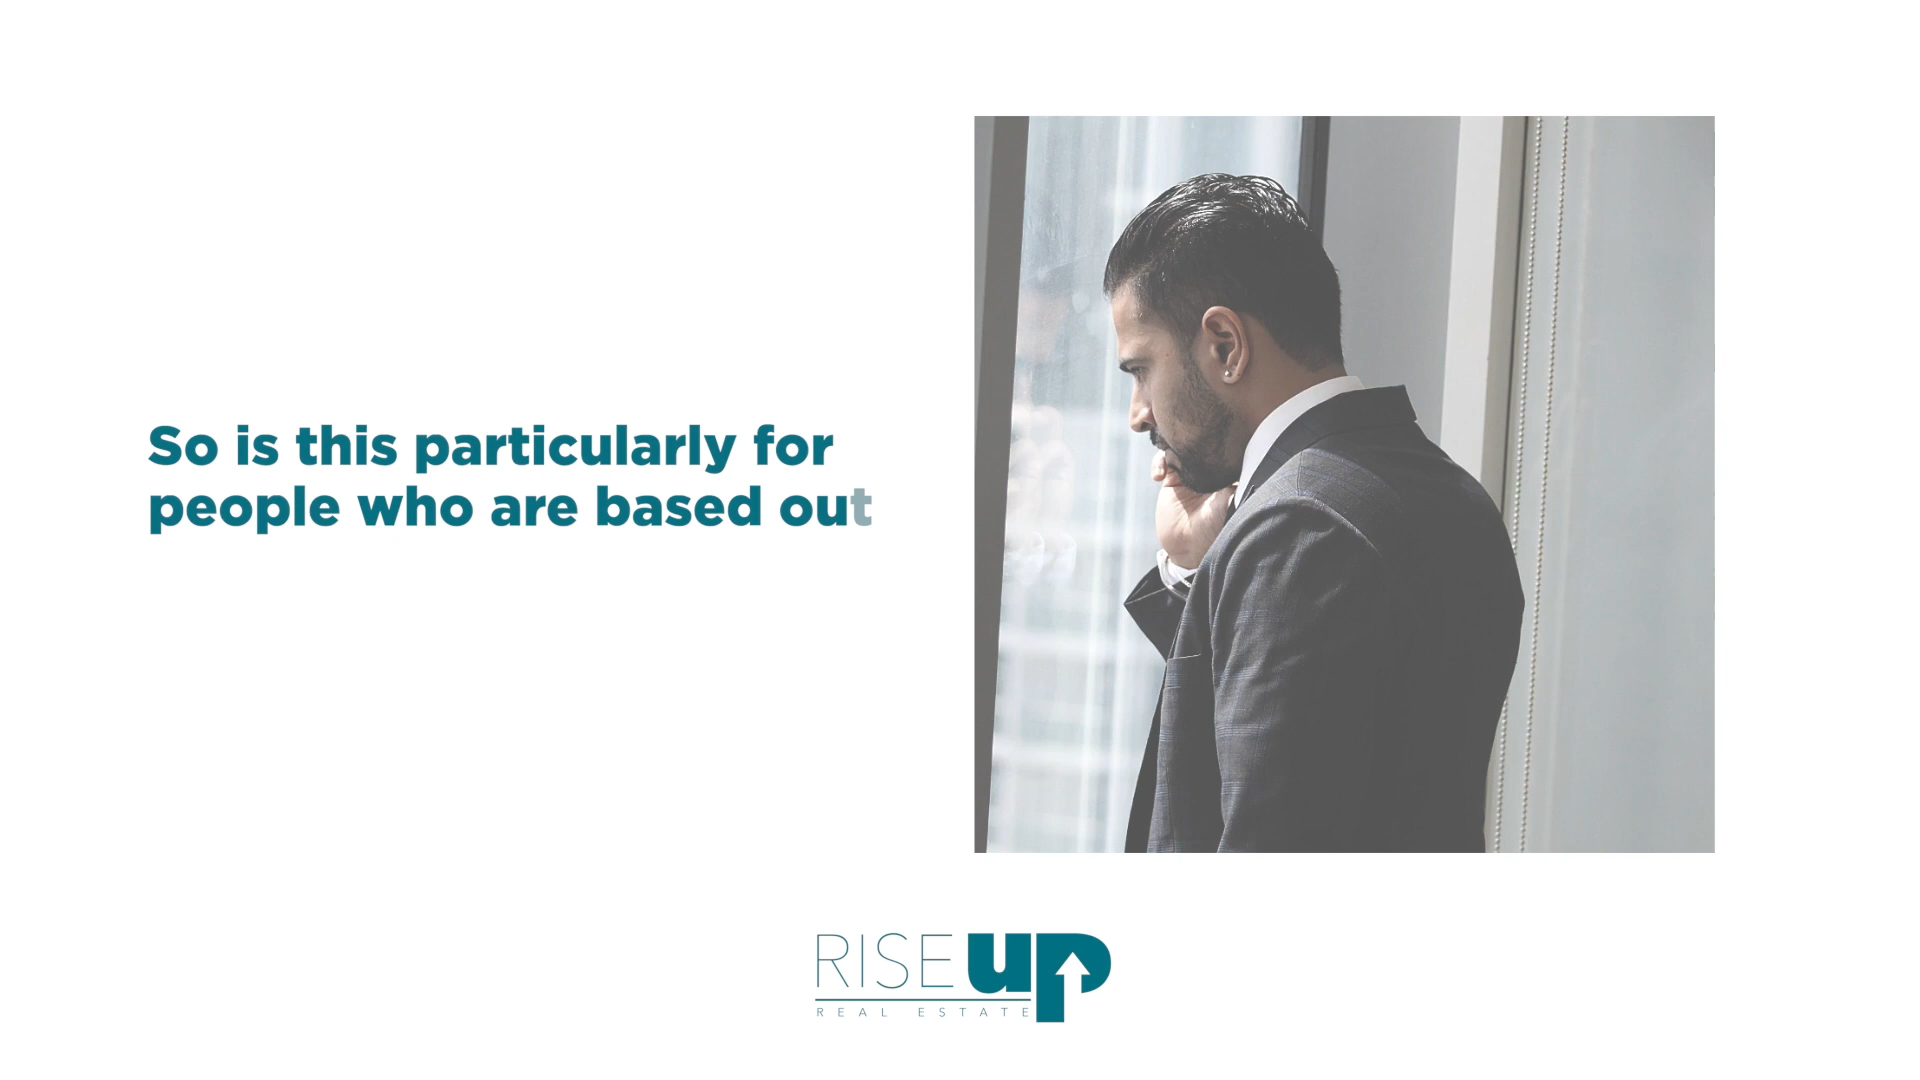 So is this particularly for
people who are based out
RISE UP
REAL ESTATE